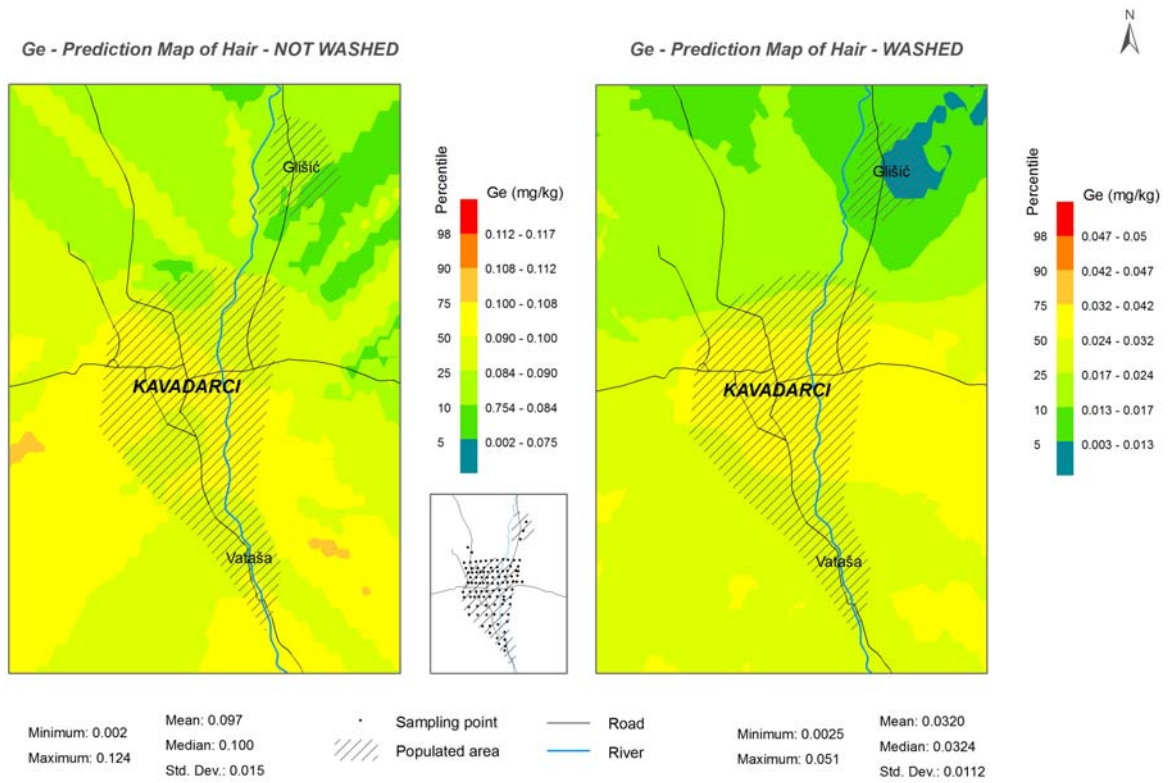 N
Ge - Prediction Map of Hair - NOT WASHED
Ge - Prediction Map of Hair - WASHED
Glišić
KAVADARCI
Vataša
Percentile
Ge (mg/kg)
98
0.112 - 0.117
90
0.108 - 0.112
75
0.100 - 0.108
50
0.090 - 0.100
25
0.084 - 0.090
10
0.754 - 0.084
5
0.002 - 0.075
Glišić
KAVADARCI
Vataša
Percentile
Ge (mg/kg)
98
0.047 - 0.05
90
0.042 - 0.047
75
0.032 - 0.042
50
0.024 - 0.032
25
0.017 - 0.024
10
0.013 - 0.017
5
0.003 - 0.013
Minimum: 0.002
Maximum: 0.124
Mean: 0.097
Median: 0.100
Std. Dev.: 0.015
Sampling point
Populated area
Road
River
Minimum: 0.0025
Maximum: 0.051
Mean: 0.0320
Median: 0.0324
Std. Dev.: 0.0112